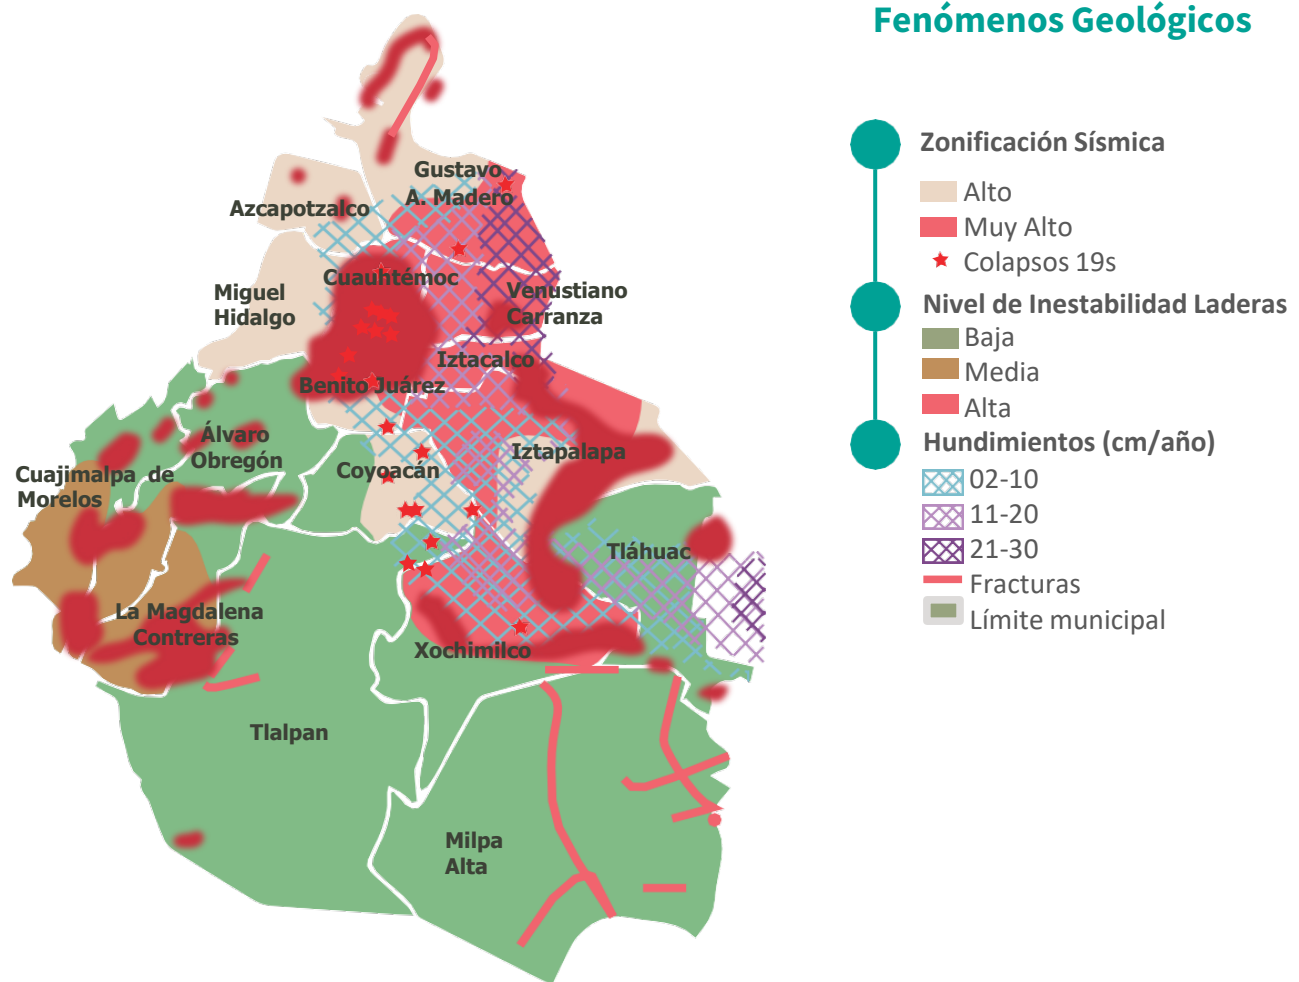 Fenómenos Geológicos
Zonificación Sísmica
Alto
Muy Alto
Colapsos 19s
Nivel de Inestabilidad Laderas
Baja
Media
Alta
Hundimientos (cm/año)
02-10
11-20
21-30
Fracturas
Límite municipal
Gustavo
A. Madero
Azcapotzalco
Cuauhtémoc
Miguel
Hidalgo
Venustiano
Carranza
Iztacalco
Benito Juárez
Álvaro
Obregón
Iztapalapa
Coyoacán
Cuajimalpa de
Morelos
Tláhuac
La Magdalena
Contreras
Xochimilco
Tlalpan
Milpa
Alta